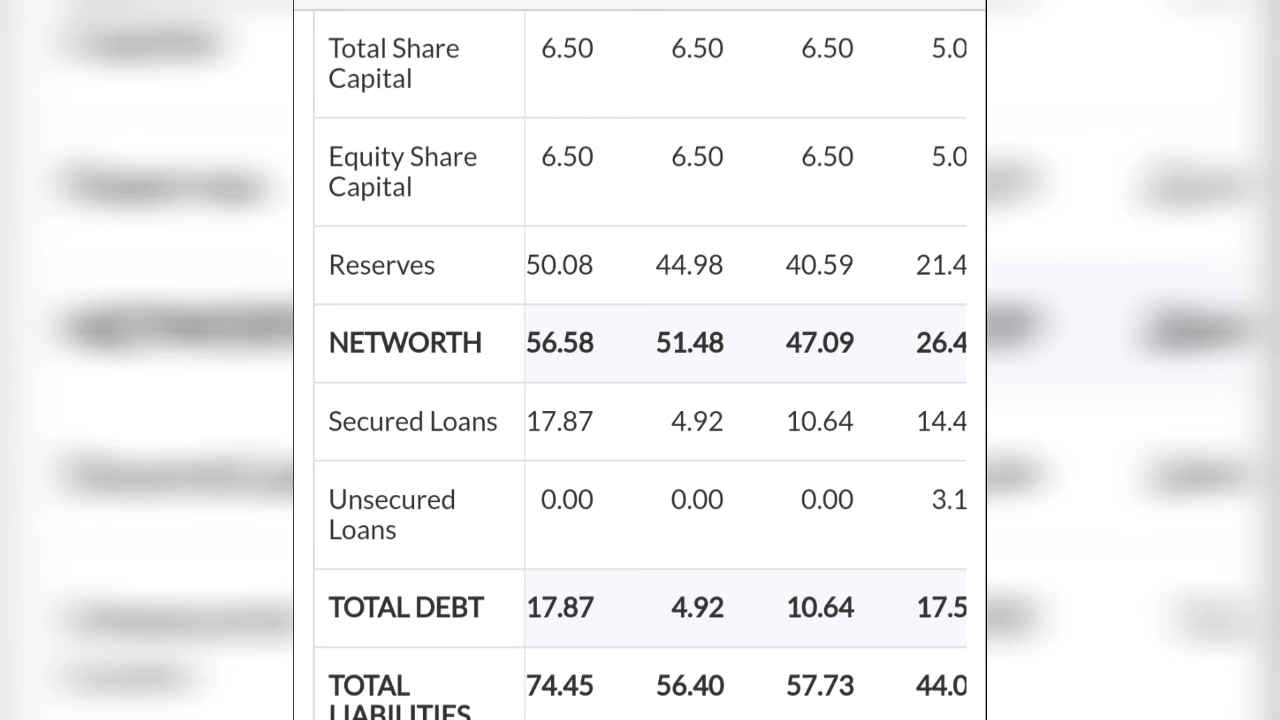 Total Share Capital 6.50 6.50 6.50 5.0
Equity Share Capital 6.50 6.50 6.50 5.0
Reserves 50.08 44.98 40.59 21.4
NETWORTH 56.58 51.48 47.09 26.4
Secured Loans 17.87 4.92 10.64 14.4
Unsecured Loans 0.00 0.00 0.00 3.1
TOTAL DEBT 17.87 4.92 10.64 17.5
TOTAL LIABILITIES 74.45 56.40 57.73 44.0